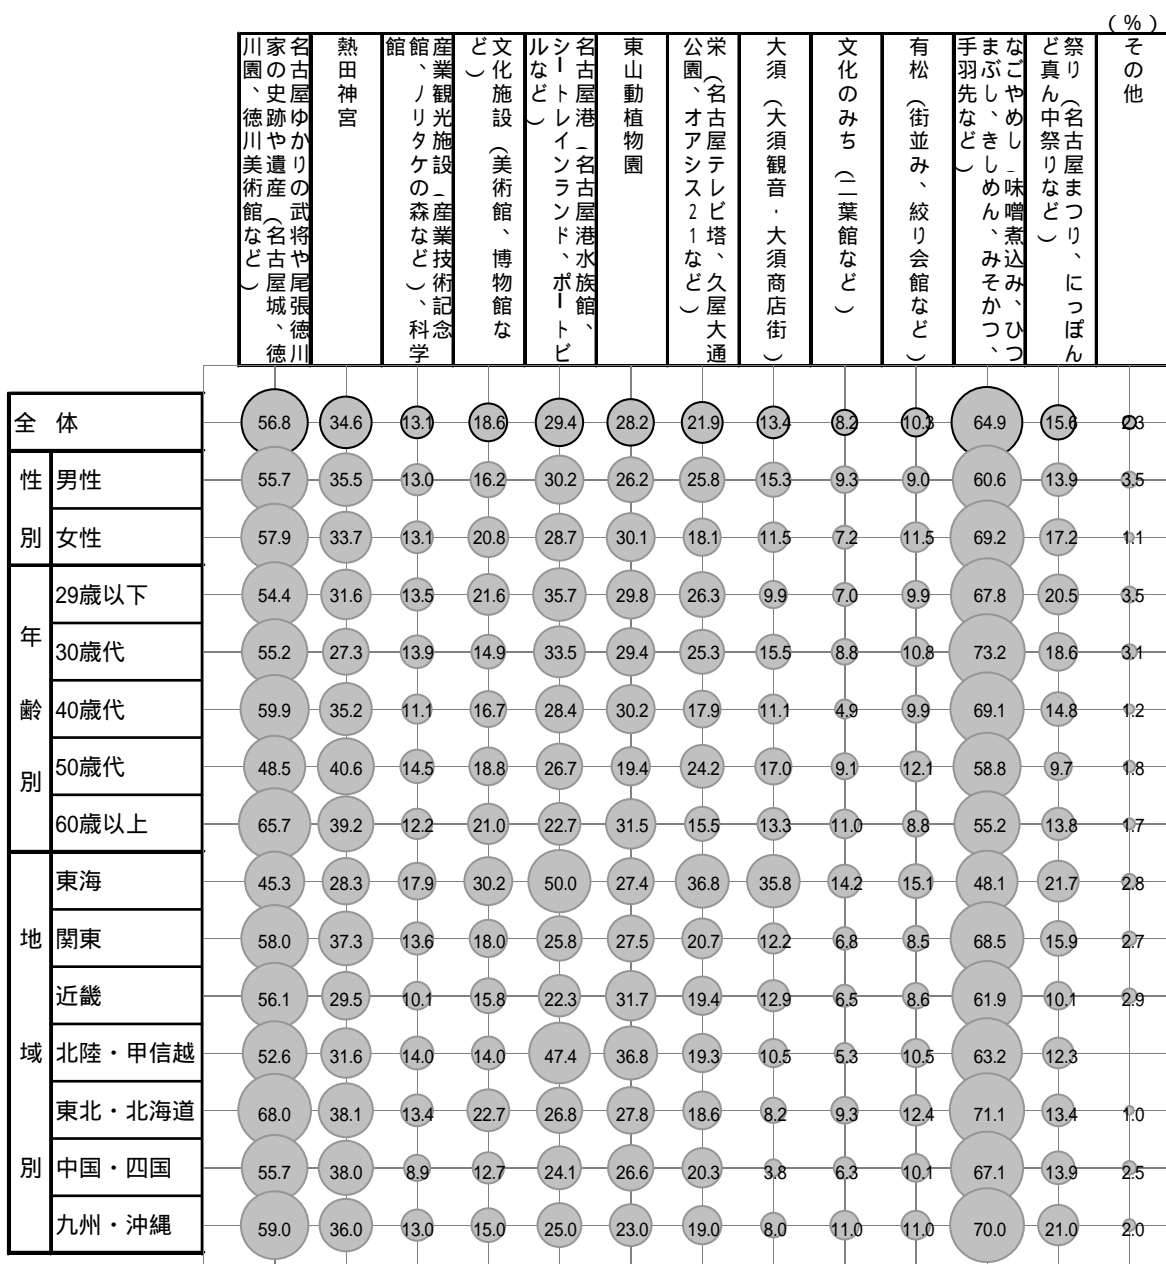 （％）
名古屋ゆかりの武将や尾張徳川
家の史跡や遺産（名古屋城、徳
川園、徳川美術館など）
熱田神宮
産業観光施設（産業技術記念
館、ノリタケの森など）、科学
館
文化施設（美術館、博物館な
ど）
名古屋港（名古屋港水族館、
シートレインランド、ポートビ
ルなど）
東山動植物園
栄（名古屋テレビ塔、久屋大通
公園、オアシス21など）
大須（大須観音・大須商店街）
文化のみち（二葉館など）
有松（街並み、絞り会館など）
なごやめし（味噌煮込み、ひつ
まぶし、きしめん、みそかつ、
手羽先など）
祭り（名古屋まつり、にっぽん
ど真ん中祭りなど）
その他
全 体 56.8 34.6 13.1 18.6 29.4 28.2 21.9 13.4 8.2 10.3 64.9 15.6 2.3
性別
男性 55.7 35.5 13.0 16.2 30.2 26.2 25.8 15.3 9.3 9.0 60.6 13.9 3.5
女性 57.9 33.7 13.1 20.8 28.7 30.1 18.1 11.5 7.2 11.5 69.2 17.2 1.1
年齢別
29歳以下 54.4 31.6 13.5 21.6 35.7 29.8 26.3 9.9 7.0 9.9 67.8 20.5 3.5
30歳代 55.2 27.3 13.9 14.9 33.5 29.4 25.3 15.5 8.8 10.8 73.2 18.6 3.1
40歳代 59.9 35.2 11.1 16.7 28.4 30.2 17.9 11.1 4.9 9.9 69.1 14.8 1.2
50歳代 48.5 40.6 14.5 18.8 26.7 19.4 24.2 17.0 9.1 12.1 58.8 9.7 1.8
60歳以上 65.7 39.2 12.2 21.0 22.7 31.5 15.5 13.3 11.0 8.8 55.2 13.8 1.7
地域別
東海 45.3 28.3 17.9 30.2 50.0 27.4 36.8 35.8 14.2 15.1 48.1 21.7 2.8
関東 58.0 37.3 13.6 18.0 25.8 27.5 20.7 12.2 6.8 8.5 68.5 15.9 2.7
近畿 56.1 29.5 10.1 15.8 22.3 31.7 19.4 12.9 6.5 8.6 61.9 10.1 2.9
北陸・甲信越 52.6 31.6 14.0 14.0 47.4 36.8 19.3 10.5 5.3 10.5 63.2 12.3
東北・北海道 68.0 38.1 13.4 22.7 26.8 27.8 18.6 8.2 9.3 12.4 71.1 13.4 1.0
中国・四国 55.7 38.0 8.9 12.7 24.1 26.6 20.3 3.8 6.3 10.1 67.1 13.9 2.5
九州・沖縄 59.0 36.0 13.0 15.0 25.0 23.0 19.0 8.0 11.0 11.0 70.0 21.0 2.0